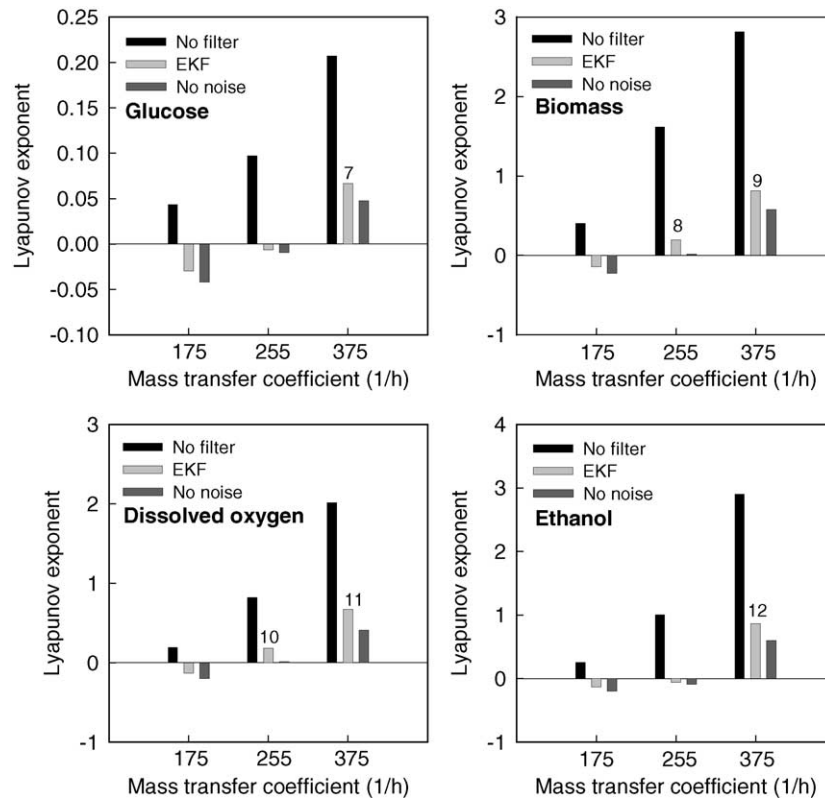 0.25
0.20
0.15
0.10
0.05
0.00
-0.05
-0.10
Lyapunov exponent
No filter
EKF
No noise
Glucose
7
175 255 375
Mass transfer coefficient (1/h)
3
2
1
0
-1
Lyapunov exponent
No filter
EKF
No noise
Biomass
8
9
175 255 375
Mass trasnfer coefficient (1/h)
3
2
1
0
-1
Lyapunov exponent
No filter
EKF
No noise
Dissolved oxygen
10
11
175 255 375
Mass transfer coefficient (1/h)
4
3
2
1
0
-1
Lyapunov exponent
No filter
EKF
No noise
Ethanol
12
175 255 375
Mass transfer coefficient (1/h)